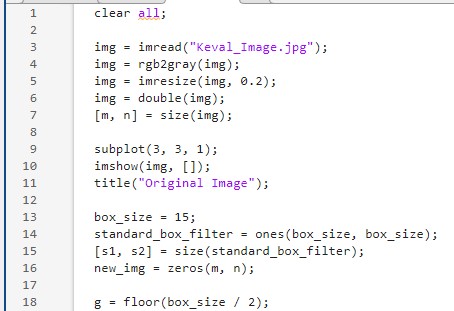 1 clear all;
2
3 img = imread("Keval_Image.jpg");
4 img = rgb2gray(img);
5 img = imresize(img, 0.2);
6 img = double(img);
7 [m, n] = size(img);
8
9 subplot(3, 3, 1);
10 imshow(img, []);
11 title("Original Image");
12
13 box_size = 15;
14 standard_box_filter = ones(box_size, box_size);
15 [s1, s2] = size(standard_box_filter);
16 new_img = zeros(m, n);
17
18 g = floor(box_size / 2);